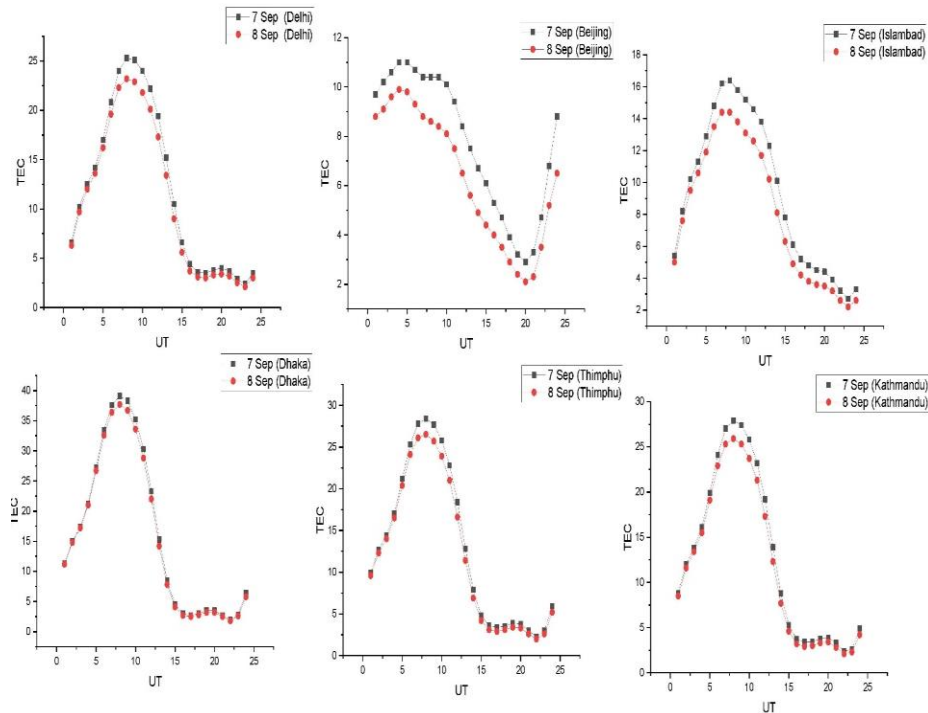 7 Sep (Delhi)
8 Sep (Delhi)
TEC
25
20
15
10
5
0
0 5 10 15 20 25
UT
7 Sep (Beijing)
8 Sep (Beijing)
TEC
12
10
8
6
4
2
0 5 10 15 20 25
UT
7 Sep (Islambad)
8 Sep (Islambad)
TEC
18
16
14
12
10
8
6
4
2
0 5 10 15 20 25
UT
7 Sep (Dhaka)
8 Sep (Dhaka)
TEC
40
35
30
25
20
15
10
5
0
0 5 10 15 20 25
UT
7 Sep (Thimphu)
8 Sep (Thimphu)
TEC
30
25
20
15
10
5
0
0 5 10 15 20 25
UT
7 Sep (Kathmandu)
8 Sep (Kathmandu)
TEC
30
25
20
15
10
5
0
0 5 10 15 20 25
UT